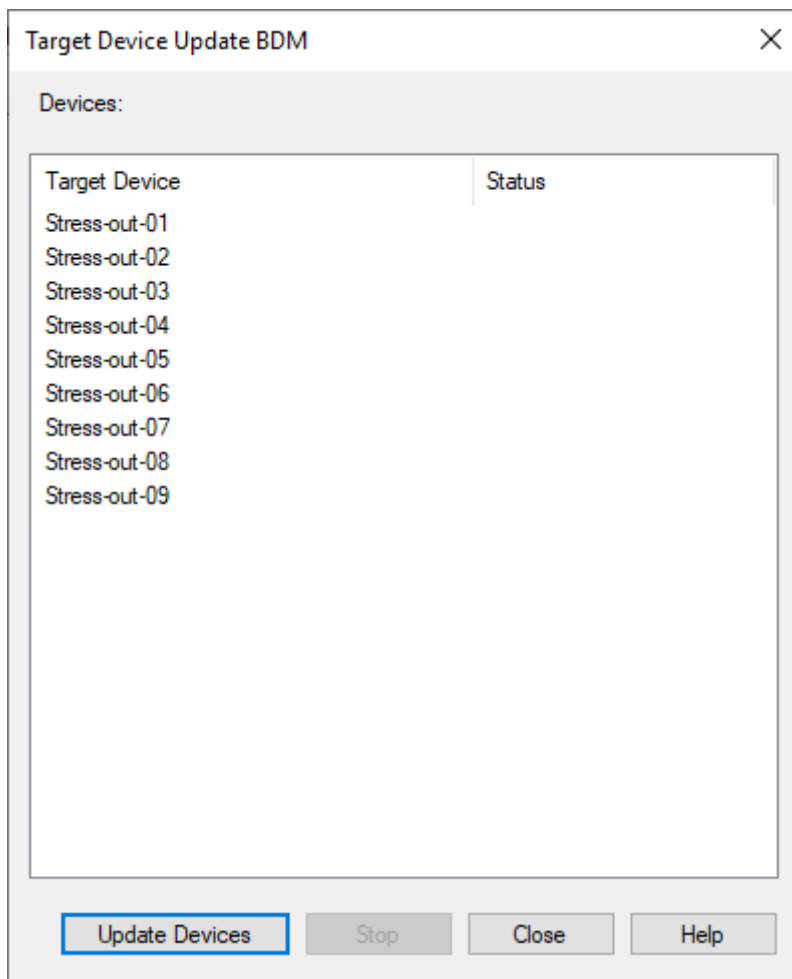 Target Device Update BDM
Devices:
Target Device Status
Stress-out-01
Stress-out-02
Stress-out-03
Stress-out-04
Stress-out-05
Stress-out-06
Stress-out-07
Stress-out-08
Stress-out-09
Update Devices Stop Close Help